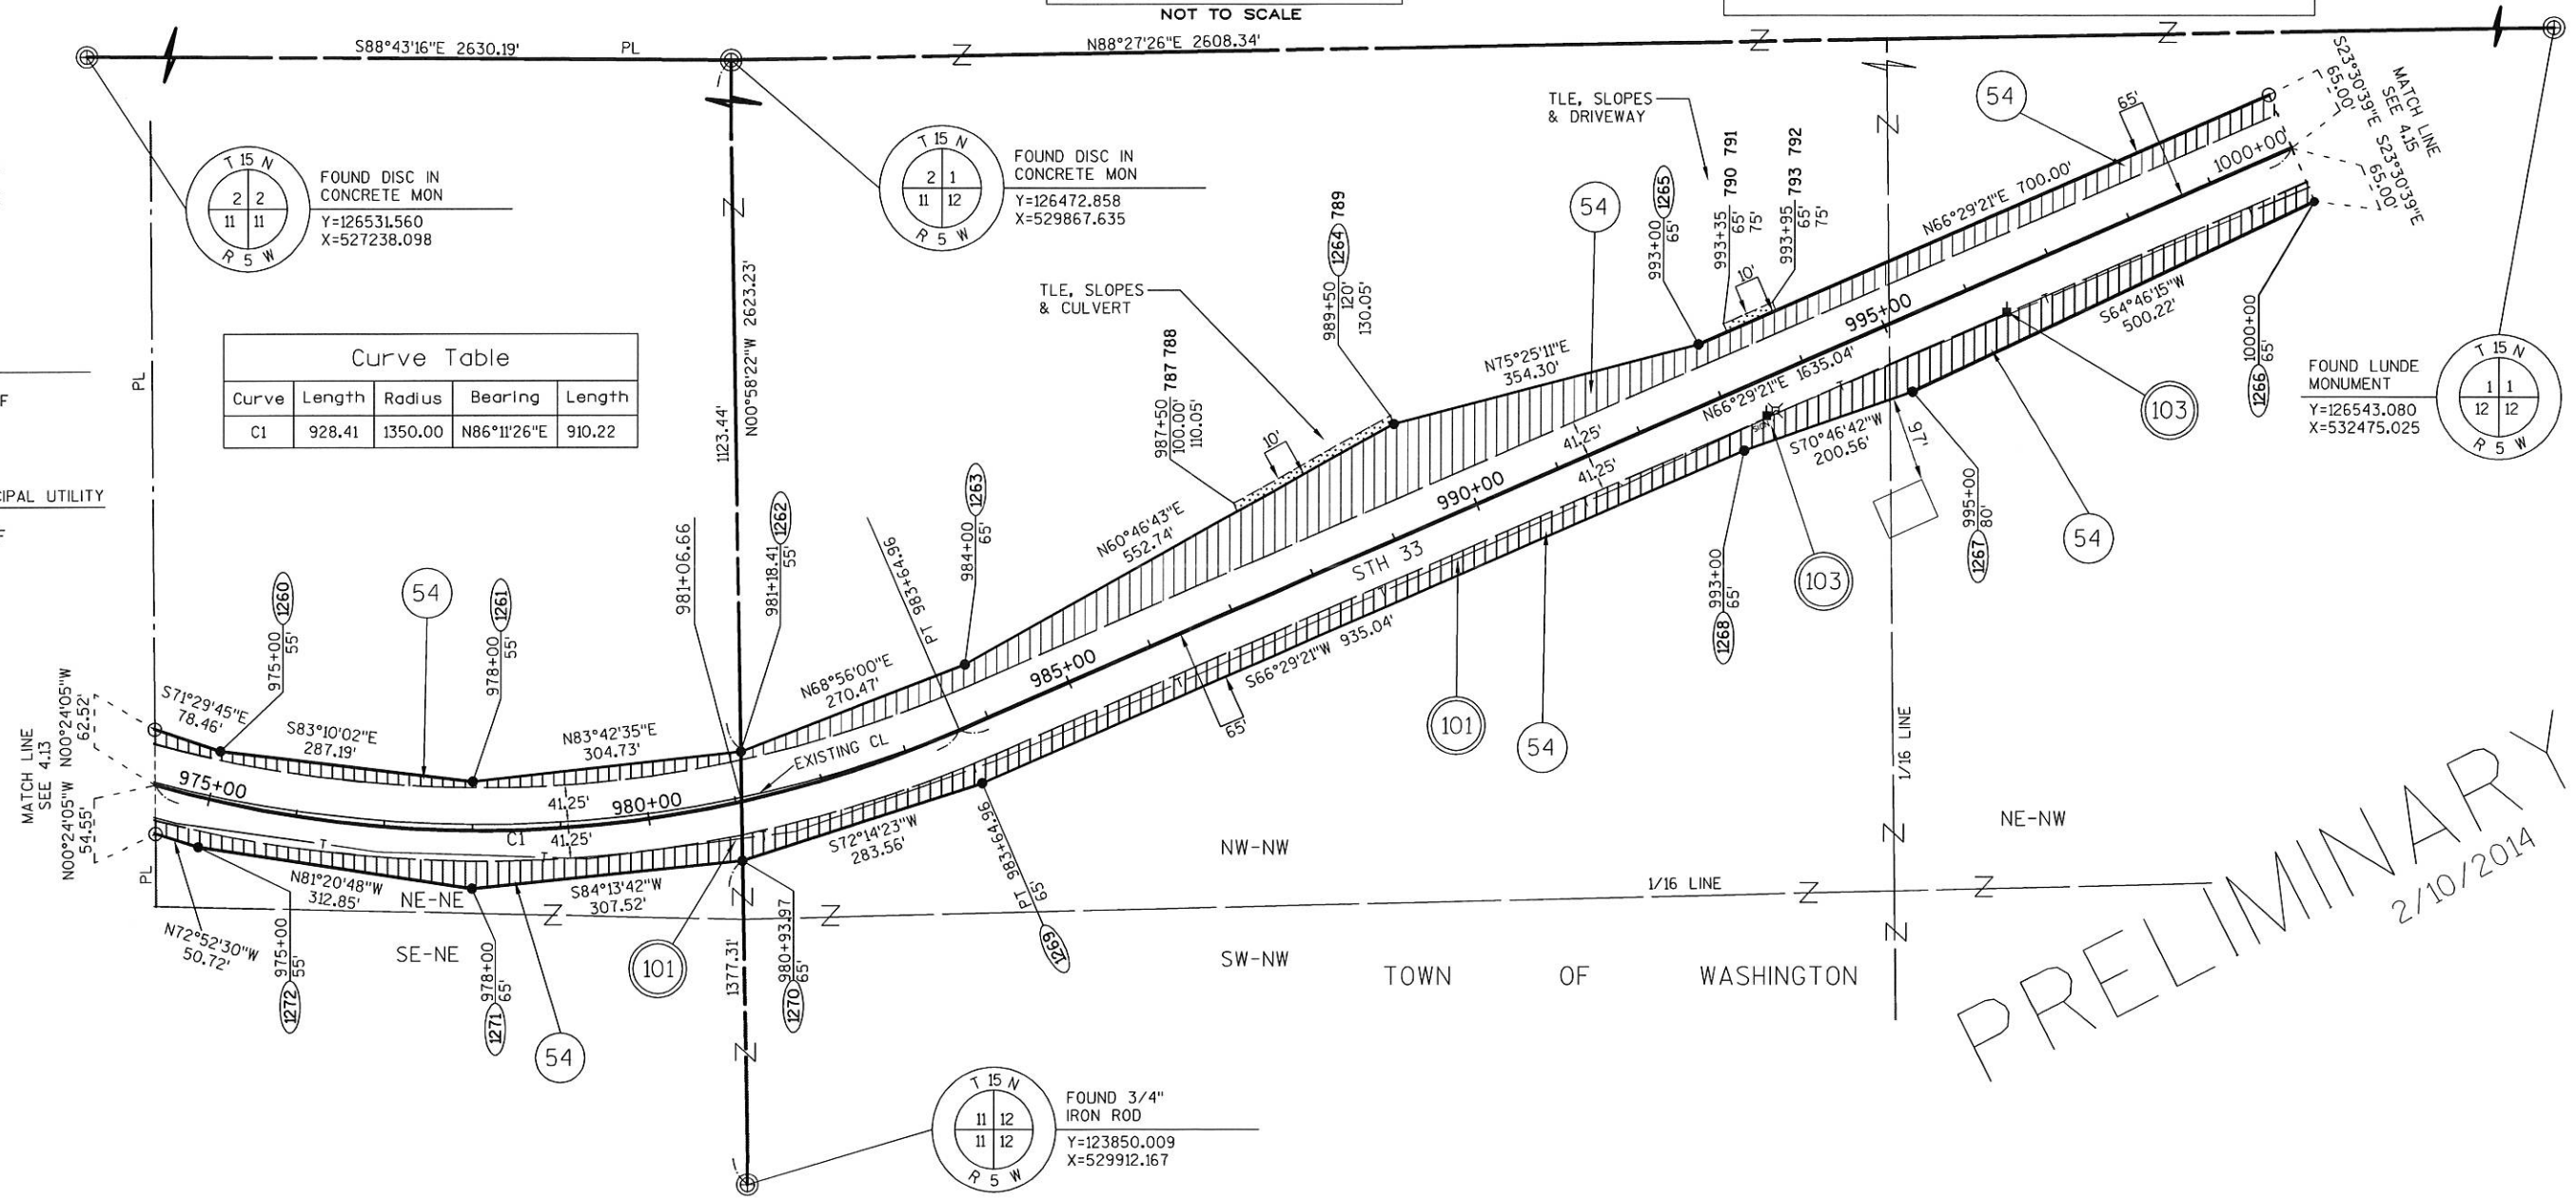 NOT TO SCALE
S88°43'16"E 2630.19'
PL
N88°27'26"E 2608.34'
T 15 N
2 2
11 11
R 5 W
FOUND DISC IN
CONCRETE MON
Y=126531.560
X=527238.098
T 15 N
2 1
11 12
R 5 W
FOUND DISC IN
CONCRETE MON
Y=126472.858
X=529867.635
TLE, SLOPES
& DRIVEWAY
54
65'
S23°30'39"E
65.00'
MATCH LINE
SEE 4.15
S23°30'39"E
65.00'
1000+00
N66°29'21"E 700.00'
993+00
65'
1265
993+35
65'
75'
790 791
993+95
65'
75'
793 792
10'
54
TLE, SLOPES
& CULVERT
989+50
120'
130.05'
1264 789
987+50
100.00'
110.05'
787 788
10'
N75°25'11"E
354.30'
Curve Table
Curve Length Radius Bearing Length
C1 928.41 1350.00 N86°11'26"E 910.22
PL
F
CIPAL UTILITY
F
1123.44'
N00°58'22"W 2623.23'
995+00
N66°29'21"E 1635.04'
41.25'
41.25'
990+00
SIGN
S64°46'15"W
500.22'
1000+00
65'
1266
103
FOUND LUNDE
MONUMENT
Y=126543.080
X=532475.025
T 15 N
1 1
12 12
R 5 W
S70°46'42"W
200.56'
97'
995+00
80'
1267
54
103
993+00
65'
1268
N60°46'43"E
552.74'
STH 33
981+06.66
981+18.41
55'
1262
PT 983+64.96
984+00
65'
1263
N68°56'00"E
270.47'
985+00
S66°29'21"W 935.04'
65'
101
54
1/16 LINE
1260
975+00
55'
54
1261
978+00
55'
S71°29'45"E
78.46'
S83°10'02"E
287.19'
N83°42'35"E
304.73'
EXISTING CL
MATCH LINE
SEE 4.13
N00°24'05"W
62.52'
N00°24'05"W
54.55'
975+00
980+00
41.25'
C1
41.25'
S72°14'23"W
283.56'
PT 983+64.96
65'
1269
PL
N81°20'48"W
312.85'
NE-NE
S84°13'42"W
307.52'
N72°52'30"W
50.72'
SE-NE
975+00
55'
1272
978+00
65'
1271
54
101
1377.31'
980+93.97
65'
1270
NW-NW
NE-NW
1/16 LINE
SW-NW
TOWN OF WASHINGTON
PRELIMINARY
2/10/2014
T 15 N
11 12
11 12
R 5 W
FOUND 3/4"
IRON ROD
Y=123850.009
X=529912.167